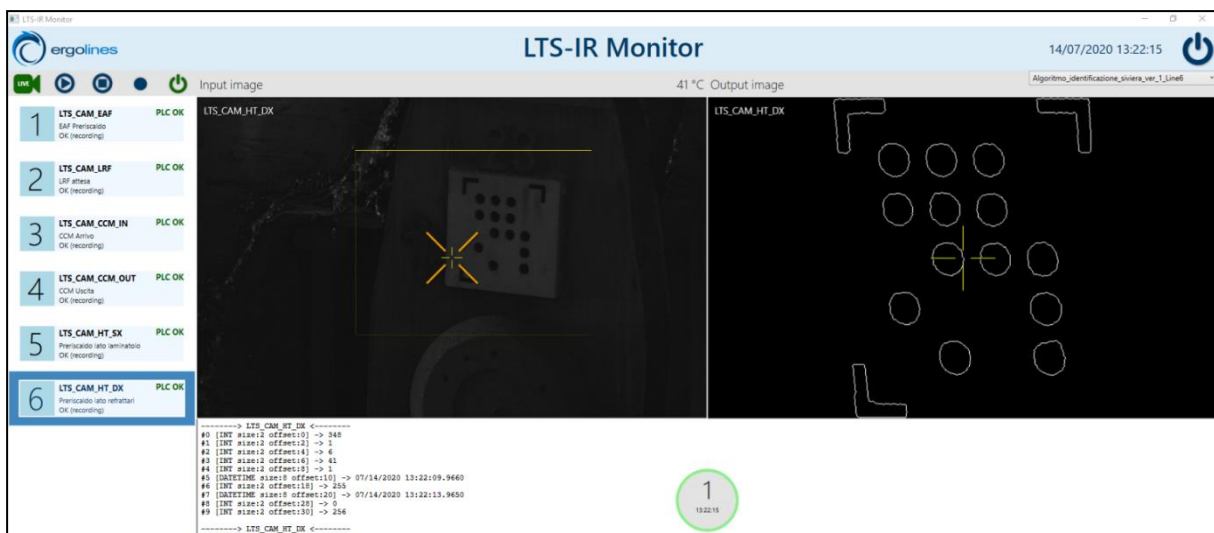 LTS-IR Monitor
ergolines
LTS-IR Monitor
14/07/2020 13:22:15
LIVE
Input image
41 °C
Output image
Algoritmo_identificazione_siviera_ver_1_Line6
1
LTS_CAM_EAF
PLC OK
EAF Preriscaldo
OK (recording)
2
LTS_CAM_LRF
PLC OK
LRF attesa
OK (recording)
3
LTS_CAM_CCM_IN
PLC OK
CCM Arrivo
OK (recording)
4
LTS_CAM_CCM_OUT
PLC OK
CCM Uscita
OK (recording)
5
LTS_CAM_HT_SX
PLC OK
Preriscaldo lato laminatoio
OK (recording)
6
LTS_CAM_HT_DX
PLC OK
Preriscaldo lato refrattari
OK (recording)
LTS_CAM_HT_DX
LTS_CAM_HT_DX
--------> LTS_CAM_HT_DX <--------
#0 [INT size:2 offset:0] -> 348
#1 [INT size:2 offset:2] -> 1
#2 [INT size:2 offset:4] -> 6
#3 [INT size:2 offset:6] -> 41
#4 [INT size:2 offset:8] -> 1
#5 [DATETIME size:8 offset:10] -> 07/14/2020 13:22:09.9660
#6 [INT size:2 offset:18] -> 255
#7 [DATETIME size:8 offset:20] -> 07/14/2020 13:22:13.9650
#8 [INT size:2 offset:28] -> 0
#9 [INT size:2 offset:30] -> 256
--------> LTS_CAM_HT_DX <--------
1
13:22:15